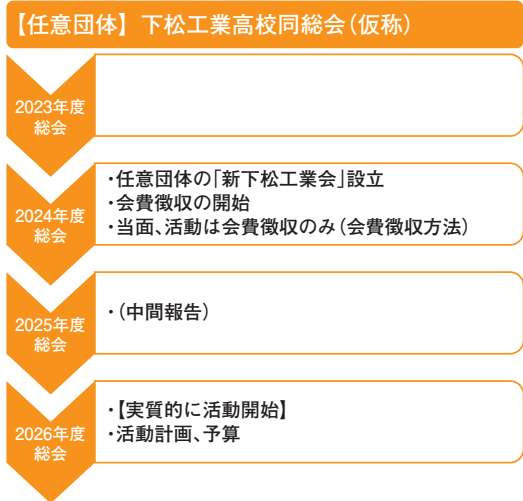 【任意団体】下松工業高校同総会(仮称)
2023年度
総会
2024年度
総会
・任意団体の「新下松工業会」設立
・会費徴収の開始
・当面、活動は会費徴収のみ(会費徴収方法)
2025年度
総会
・(中間報告)
2026年度
総会
・【実質的に活動開始】
・活動計画、予算